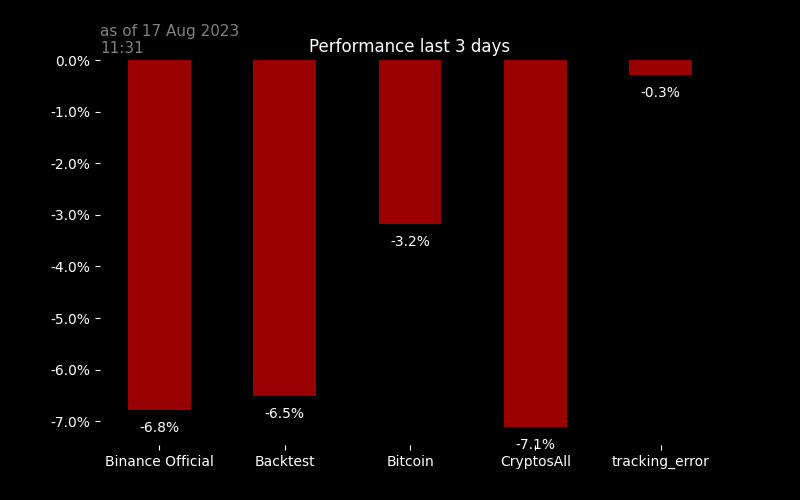 as of 17 Aug 2023
11:31
Performance last 3 days
0.0%
-1.0%
-2.0%
-3.0%
-4.0%
-5.0%
-6.0%
-7.0%
-6.8%
-6.5%
-3.2%
-7.1%
-0.3%
Binance Official
Backtest
Bitcoin
CryptosAll
tracking_error